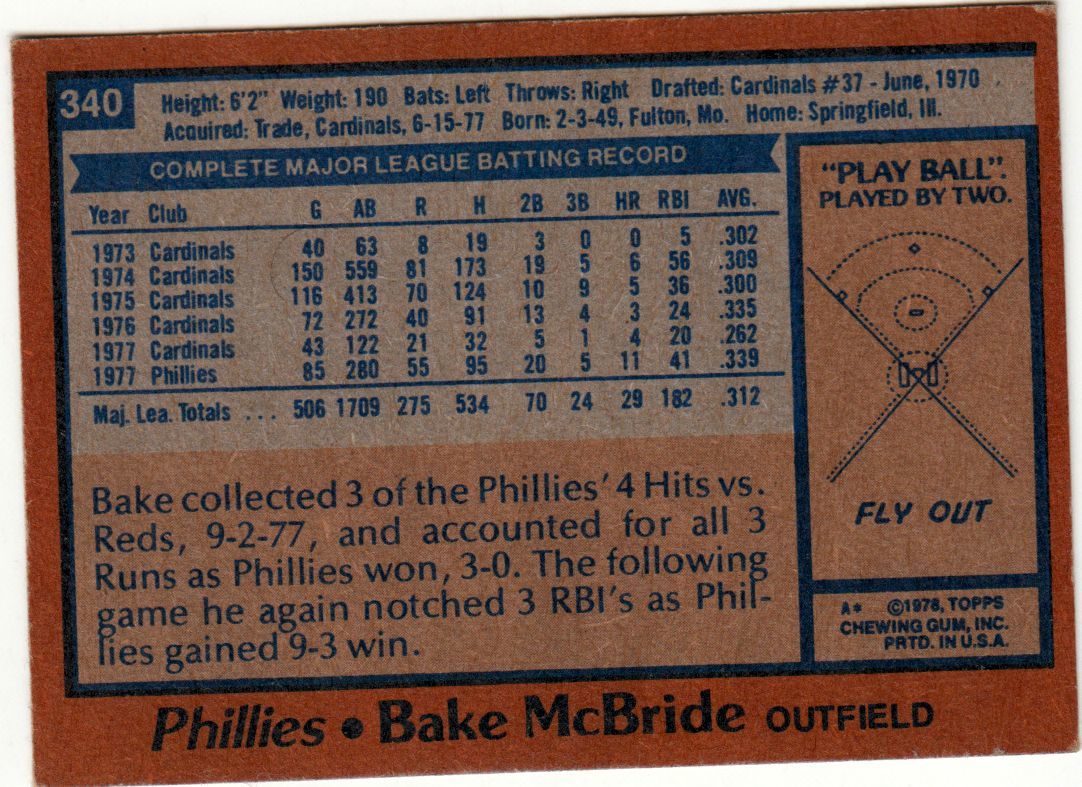 340
Height: 6'2" Weight: 190 Bats: Left Throws: Right Drafted: Cardinals #37 - June, 1970
Acquired: Trade, Cardinals, 6-15-77 Born: 2-3-49, Fulton, Mo. Home: Springfield, Ill.
COMPLETE MAJOR LEAGUE BATTING RECORD
Year Club G AB R H 2B 3B HR RBI AVG.
1973 Cardinals 40 63 8 19 3 0 0 5 .302
1974 Cardinals 150 559 81 173 19 5 6 56 .309
1975 Cardinals 116 413 70 124 10 9 5 36 .300
1976 Cardinals 72 272 40 91 13 4 3 24 .335
1977 Cardinals 43 122 21 32 5 1 4 20 .262
1977 Phillies 85 280 55 95 20 5 11 41 .339
Maj. Lea. Totals ... 506 1709 275 534 70 24 29 182 .312
Bake collected 3 of the Phillies' 4 Hits vs.
Reds, 9-2-77, and accounted for all 3
Runs as Phillies won, 3-0. The following
game he again notched 3 RBI's as Phil-
lies gained 9-3 win.
"PLAY BALL".
PLAYED BY TWO.
FLY OUT
A* ©1978, TOPPS
CHEWING GUM, INC.
PRTD. IN U.S.A.
Phillies • Bake McBride OUTFIELD